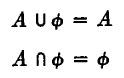 A ∪ ϕ = A
A ∩ ϕ = ϕ